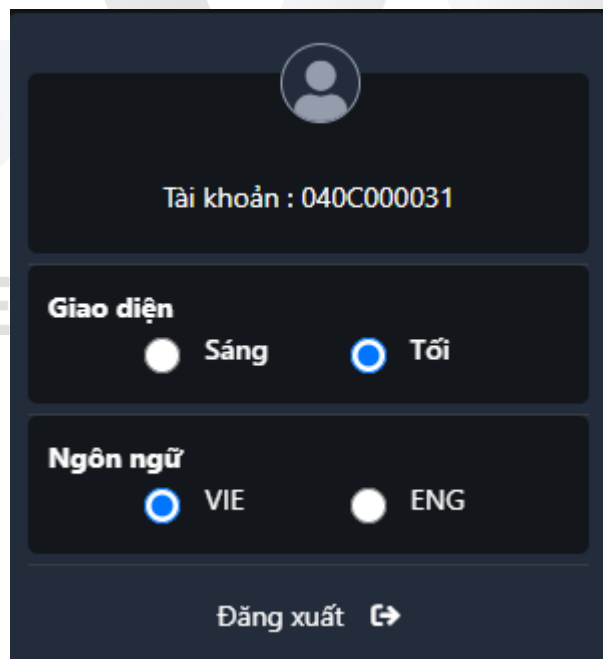 Tài khoản : 040C000031
Giao diện
Sáng Tối
Ngôn ngữ
VIE ENG
Đăng xuất